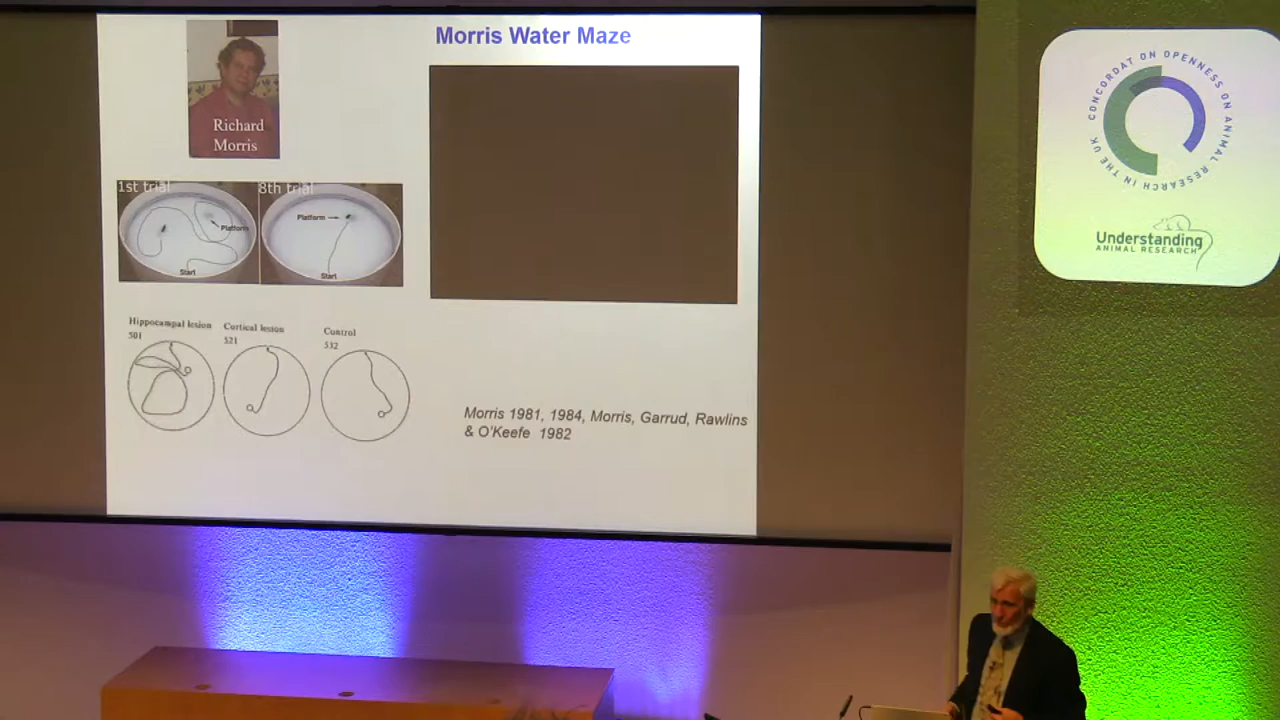 Morris Water Maze
Richard
Morris
1st trial
8th trial
Platform
Start
Platform
Start
Hippocampal lesion
501
Cortical lesion
521
Control
532
Morris 1981, 1984, Morris, Garrud, Rawlins
& O'Keefe 1982
CONCORDAT ON OPENNESS ON ANIMAL RESEARCH IN THE UK
Understanding
ANIMAL RESEARCH